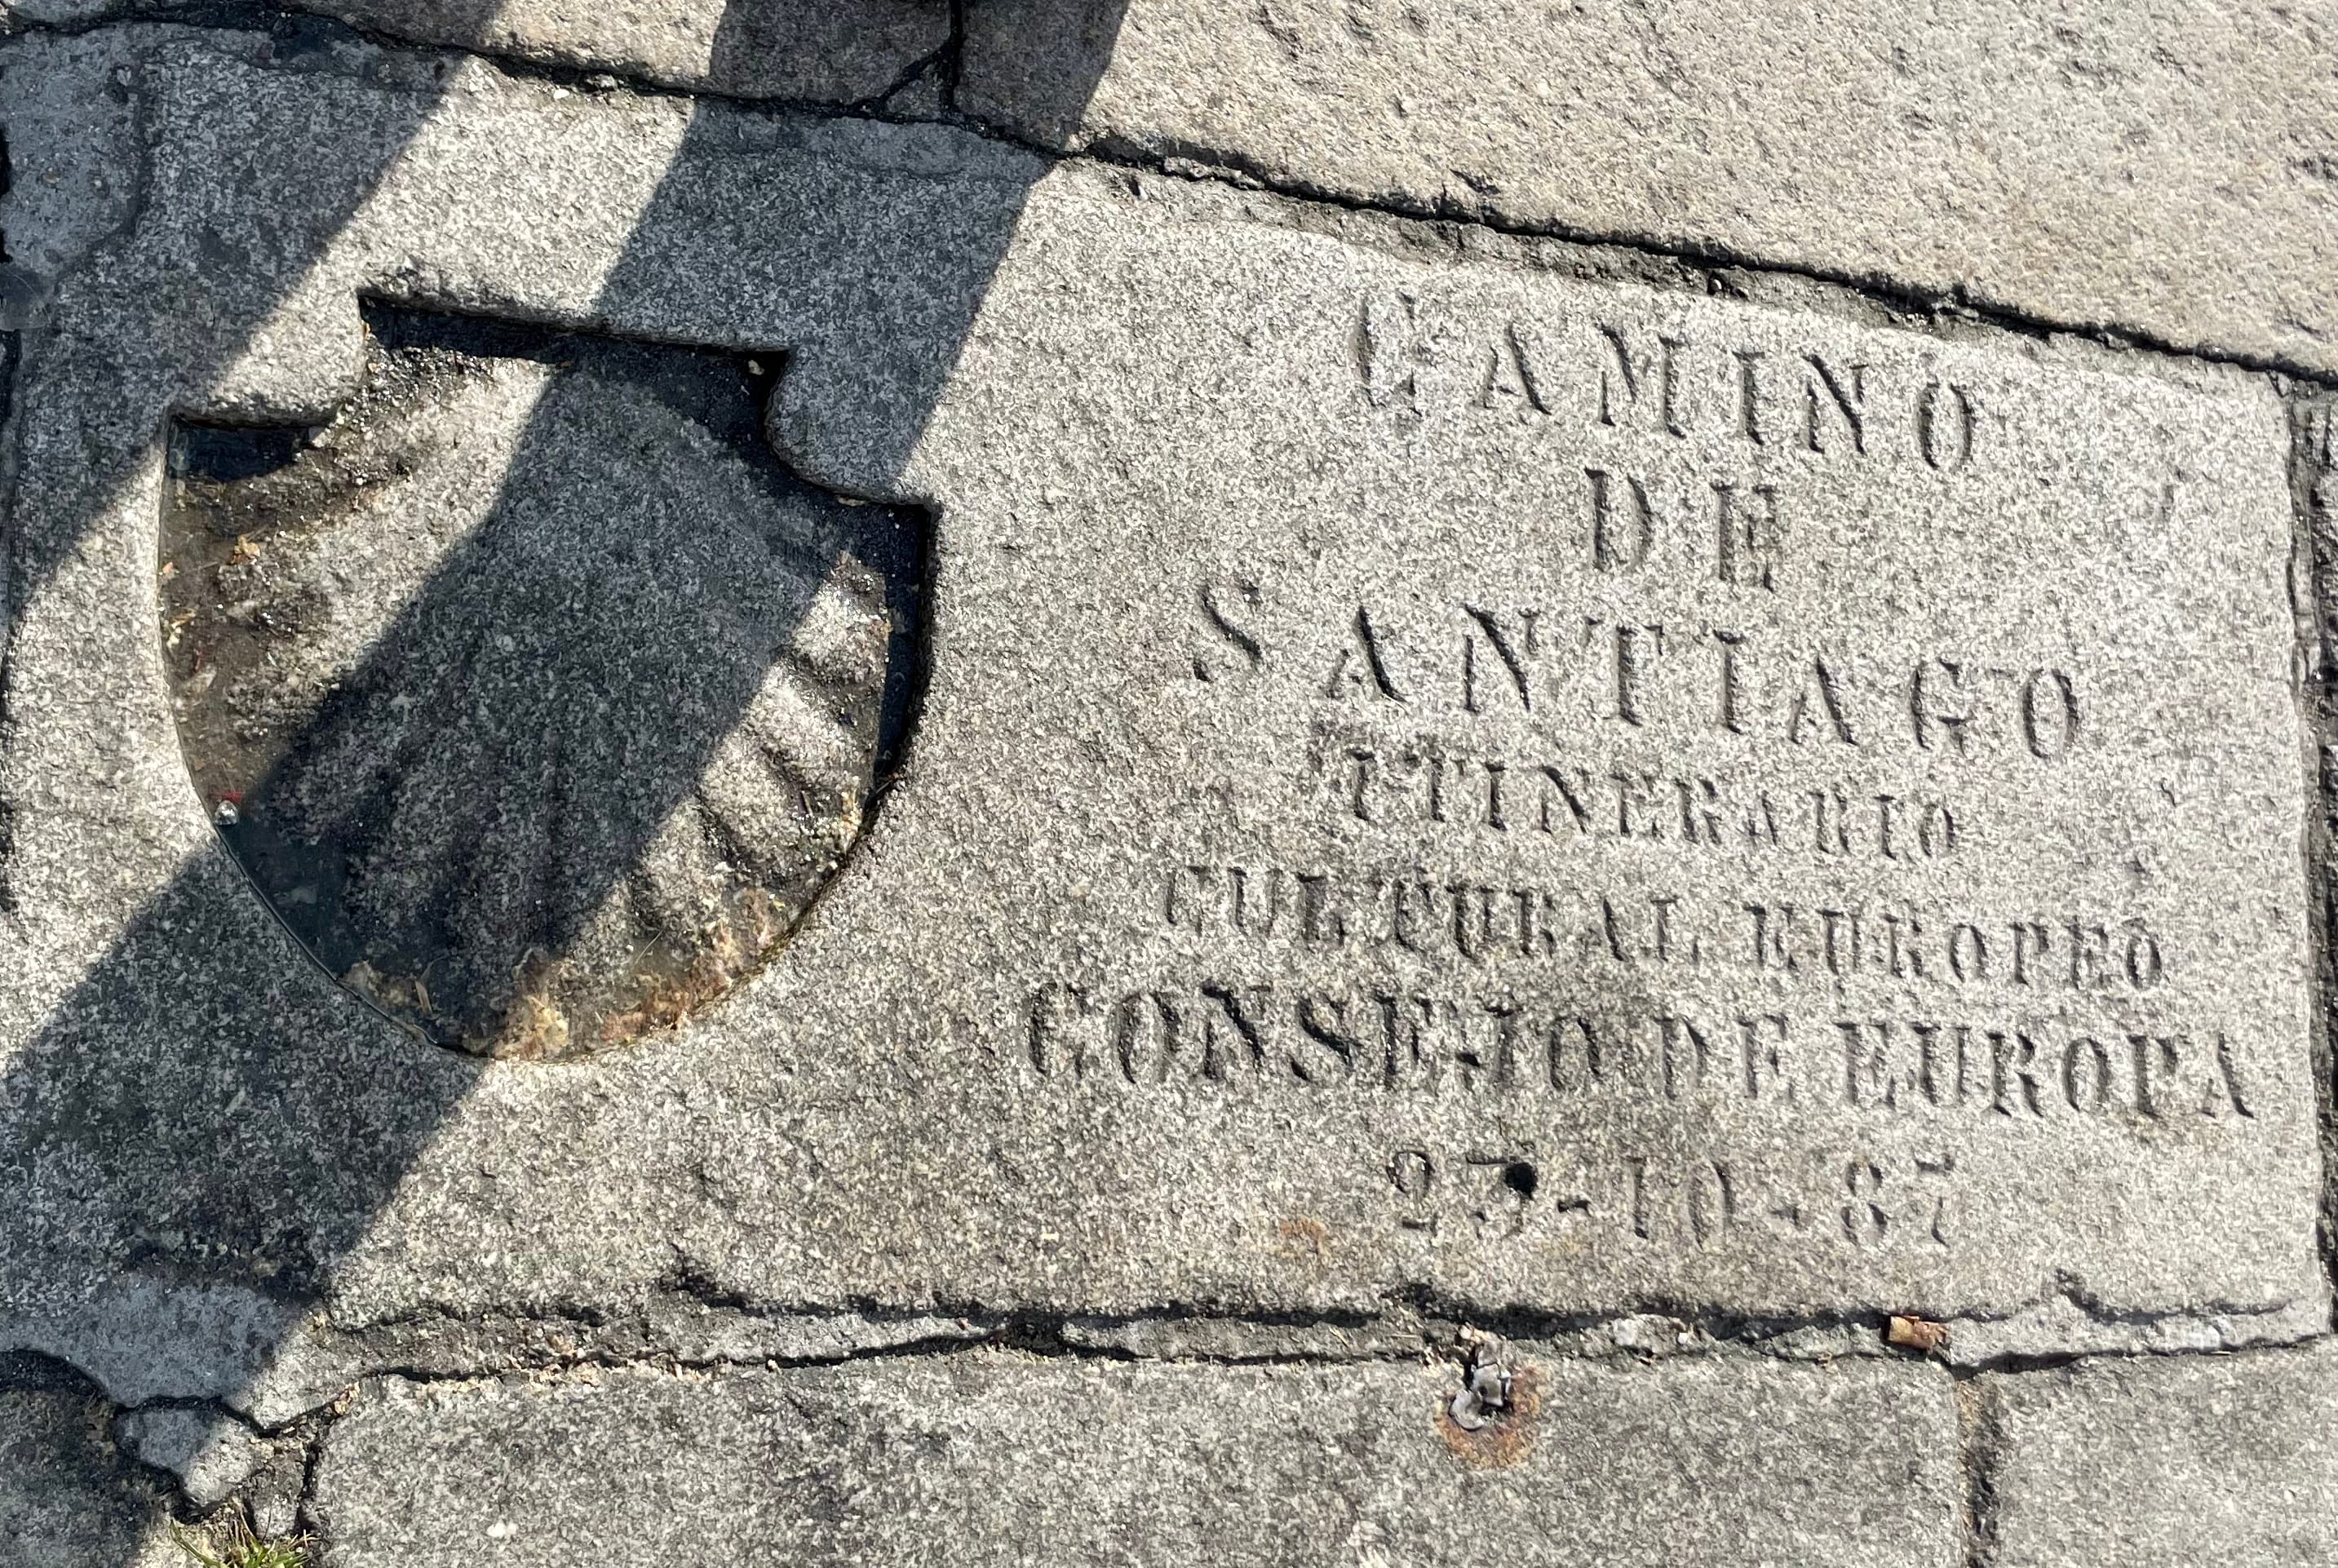 CAMINO
DE
SANTIAGO
ITINERARIO
CULTURAL EUROPEO
CONSEJO DE EUROPA
23-10-87